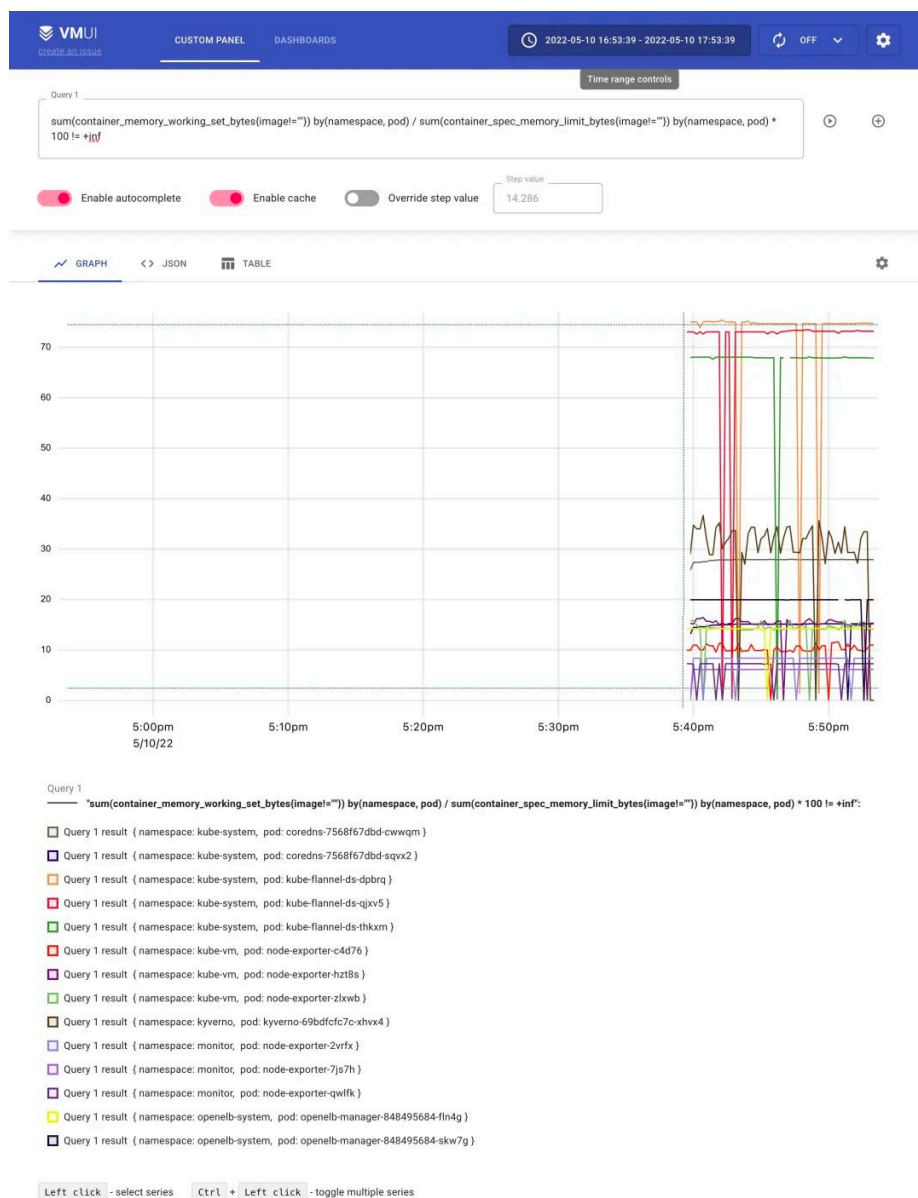 VMUI
create an issue
CUSTOM PANEL
DASHBOARDS
2022-05-10 16:53:39 - 2022-05-10 17:53:39
OFF
Time range controls
Query 1
sum(container_memory_working_set_bytes{image!=""}) by(namespace, pod) / sum(container_spec_memory_limit_bytes{image!=""}) by(namespace, pod) *
100 != +inf
Enable autocomplete
Enable cache
Override step value
Step value
14.286
GRAPH
JSON
TABLE
70
60
50
40
30
20
10
0
5:00pm 5:10pm 5:20pm 5:30pm 5:40pm 5:50pm
5/10/22
Query 1
"sum(container_memory_working_set_bytes{image!=""}) by(namespace, pod) / sum(container_spec_memory_limit_bytes{image!=""}) by(namespace, pod) * 100 != +inf":
Query 1 result { namespace: kube-system, pod: coredns-7568f67dbd-cwwqm }
Query 1 result { namespace: kube-system, pod: coredns-7568f67dbd-sqvx2 }
Query 1 result { namespace: kube-system, pod: kube-flannel-ds-dpbrq }
Query 1 result { namespace: kube-system, pod: kube-flannel-ds-qjxv5 }
Query 1 result { namespace: kube-system, pod: kube-flannel-ds-thkxm }
Query 1 result { namespace: kube-vm, pod: node-exporter-c4d76 }
Query 1 result { namespace: kube-vm, pod: node-exporter-hzt8s }
Query 1 result { namespace: kube-vm, pod: node-exporter-zlxwb }
Query 1 result { namespace: kyverno, pod: kyverno-69bdfcfc7c-xhvx4 }
Query 1 result { namespace: monitor, pod: node-exporter-2vrfx }
Query 1 result { namespace: monitor, pod: node-exporter-7js7h }
Query 1 result { namespace: monitor, pod: node-exporter-qwlfk }
Query 1 result { namespace: openelb-system, pod: openelb-manager-848495684-fln4g }
Query 1 result { namespace: openelb-system, pod: openelb-manager-848495684-skw7g }
Left click - select series Ctrl + Left click - toggle multiple series